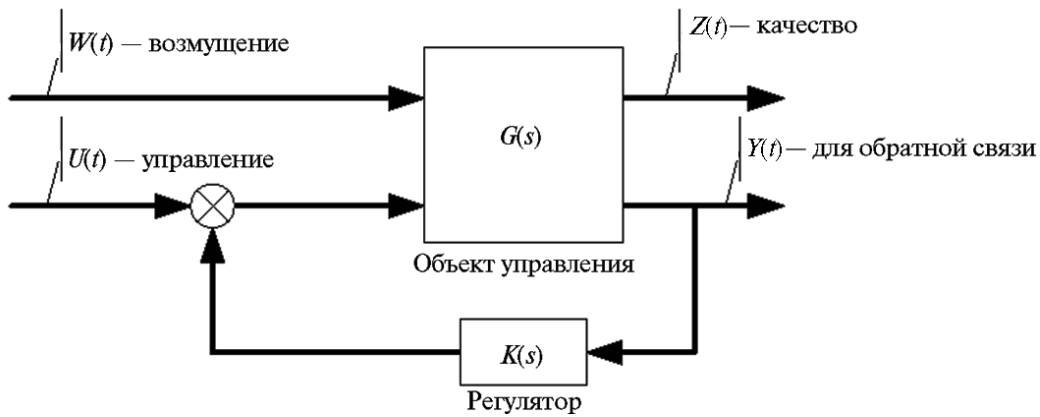 W(t) — возмущение
Z(t)— качество
G(s)
U(t) — управление
Y(t)— для обратной связи
Объект управления
K(s)
Регулятор